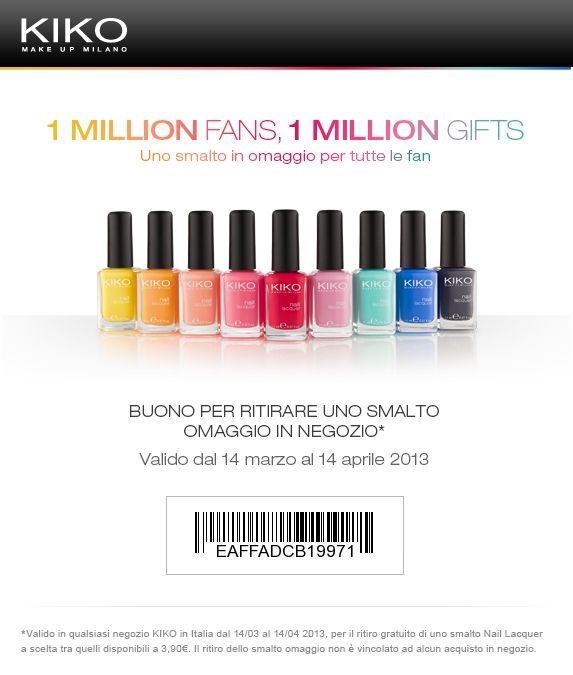 KIKO
MAKE UP MILANO
1 MILLION FANS, 1 MILLION GIFTS
Uno smalto in omaggio per tutte le fan
KIKO KIKO KIKO KIKO KIKO KIKO KIKO KIKO KIKO
nail nail nail nail nail nail nail nail nail
lacquer lacquer lacquer lacquer lacquer lacquer lacquer lacquer lacquer
BUONO PER RITIRARE UNO SMALTO
OMAGGIO IN NEGOZIO*
Valido dal 14 marzo al 14 aprile 2013
EAFFADCB19971
*Valido in qualsiasi negozio KIKO in Italia dal 14/03 al 14/04 2013, per il ritiro gratuito di uno smalto Nail Lacquer
a scelta tra quelli disponibili a 3,90€. Il ritiro dello smalto omaggio non è vincolato ad alcun acquisto in negozio.